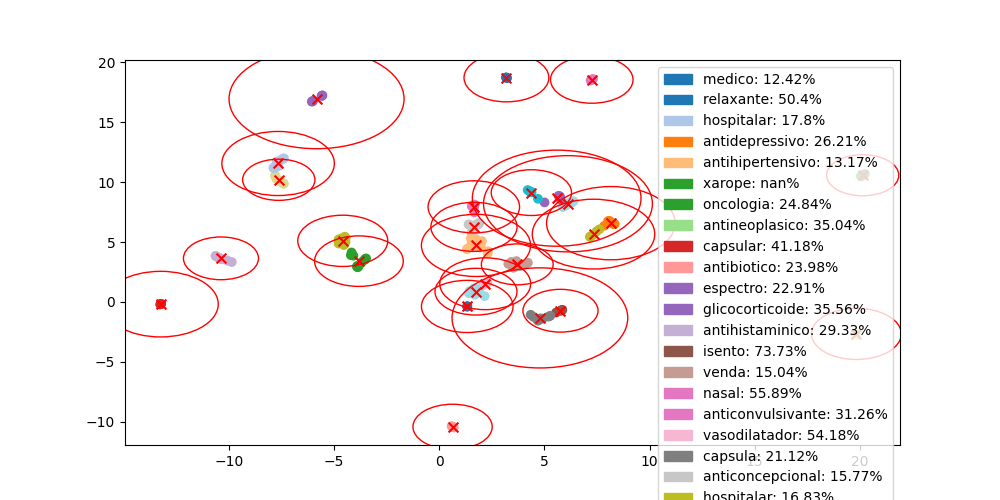 20
15
10
5
0
−5
−10
−10
−5
0
5
10
15
20
medico: 12.42%
relaxante: 50.4%
hospitalar: 17.8%
antidepressivo: 26.21%
antihipertensivo: 13.17%
xarope: nan%
oncologia: 24.84%
antineoplasico: 35.04%
capsular: 41.18%
antibiotico: 23.98%
espectro: 22.91%
glicocorticoide: 35.56%
antihistaminico: 29.33%
isento: 73.73%
venda: 15.04%
nasal: 55.89%
anticonvulsivante: 31.26%
vasodilatador: 54.18%
capsula: 21.12%
anticoncepcional: 15.77%
hospitalar: 16.83%